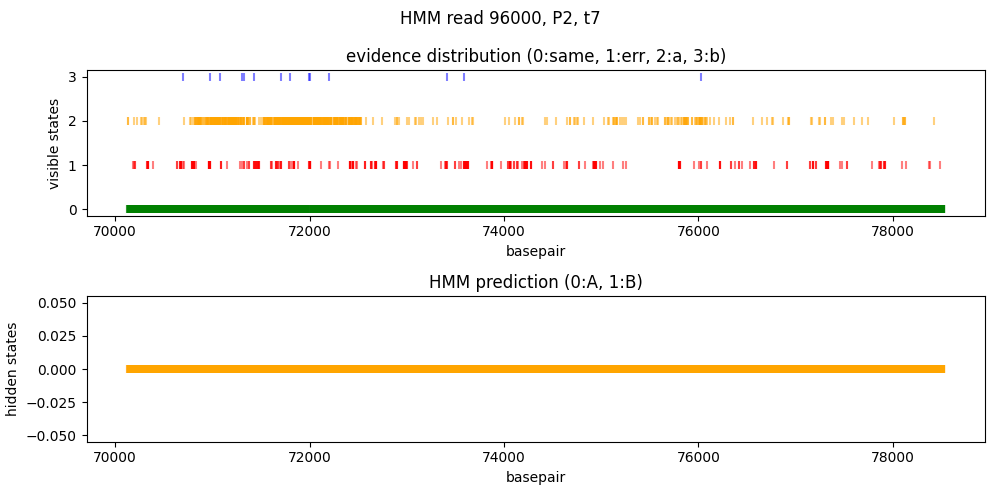 HMM read 96000, P2, t7
evidence distribution (0:same, 1:err, 2:a, 3:b)
visible states
3
2
1
0
70000 72000 74000 76000 78000
basepair
HMM prediction (0:A, 1:B)
hidden states
0.050
0.025
0.000
−0.025
−0.050
70000 72000 74000 76000 78000
basepair